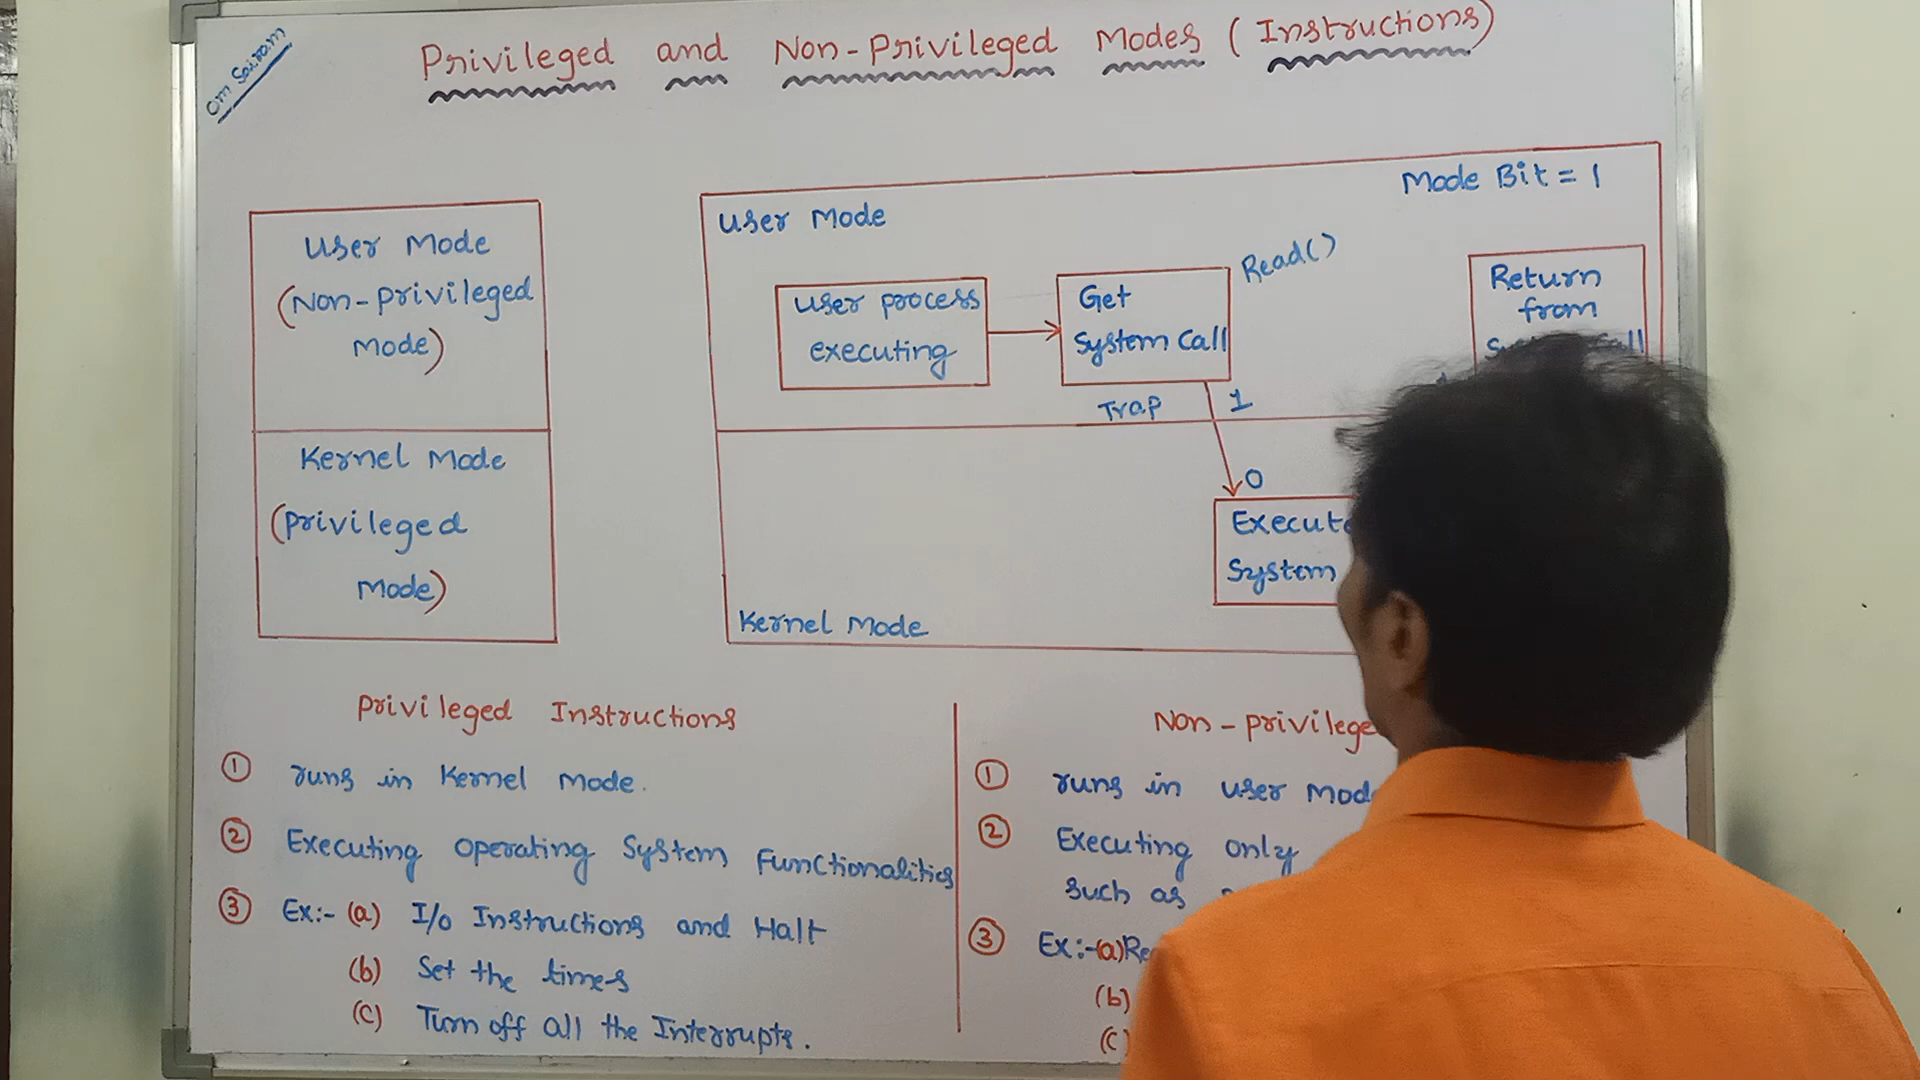 Om Sairam
Privileged and Non-Privileged Modes (Instructions)
User Mode
(Non-privileged
Mode)
Kernel Mode
(privileged
Mode)
User Mode
Mode Bit = 1
User process
executing
Get
System Call
Read()
Return
from
Trap
1
0
Execute
System
Kernel Mode
Privileged Instructions
① runs in Kernel Mode.
② Executing operating System Functionalities
③ Ex:- (a) I/o Instructions and Halt
(b) Set the timer
(c) Turn off all the Interrupts.
Non-privilege
① runs in user Mod
② Executing only
such as
③ Ex:-(a) Re
(b)
(c)